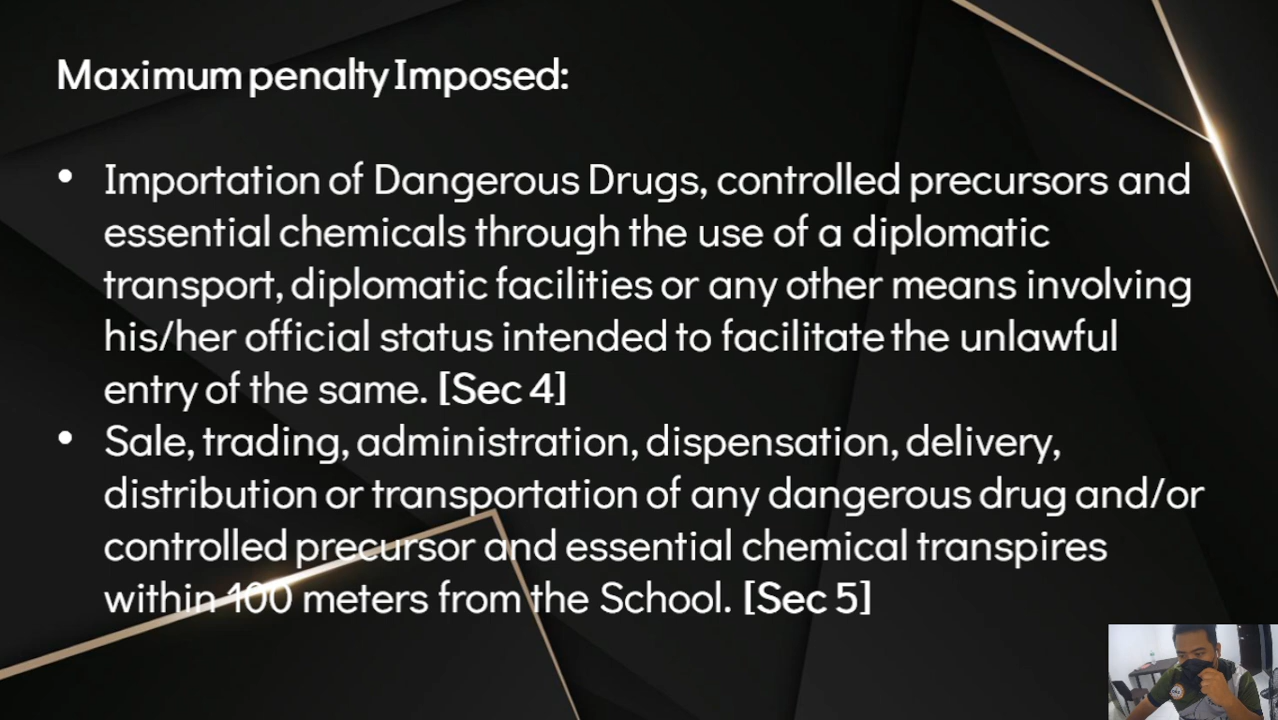 Maximum penalty Imposed:
• Importation of Dangerous Drugs, controlled precursors and
essential chemicals through the use of a diplomatic
transport, diplomatic facilities or any other means involving
his/her official status intended to facilitate the unlawful
entry of the same. [Sec 4]
• Sale, trading, administration, dispensation, delivery,
distribution or transportation of any dangerous drug and/or
controlled precursor and essential chemical transpires
within 100 meters from the School. [Sec 5]